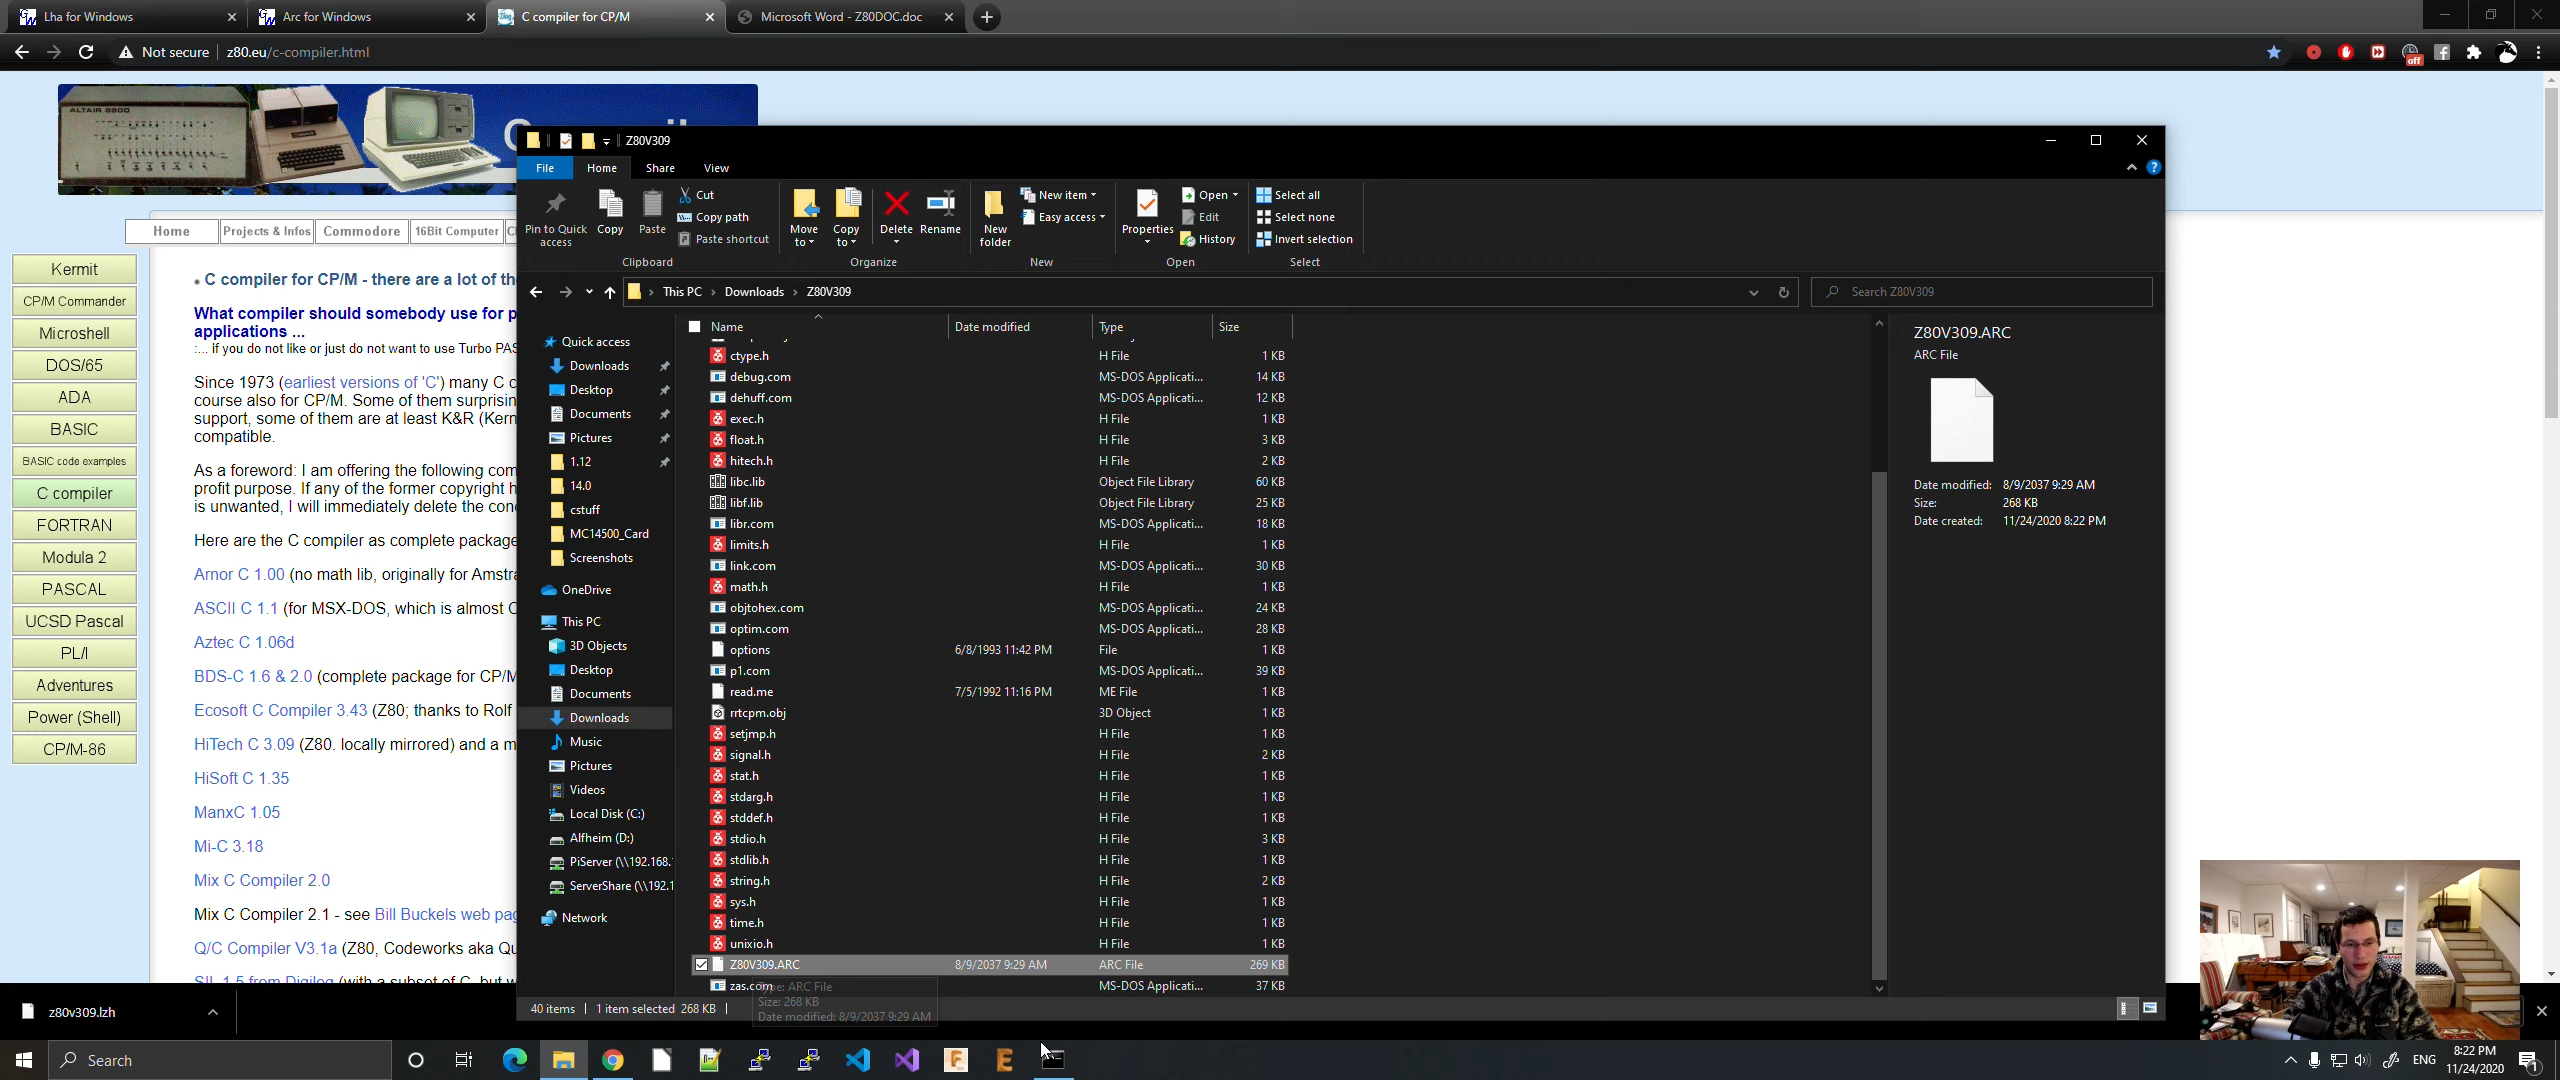 Lha for Windows
Arc for Windows
C compiler for CP/M
Microsoft Word - Z80DOC.doc
Not secure
z80.eu/c-compiler.html
off
ALTAIR 8800
Home
Projects & Infos
Commodore
16Bit Computer
Kermit
CP/M Commander
Microshell
DOS/65
ADA
BASIC
BASIC code examples
C compiler
FORTRAN
Modula 2
PASCAL
UCSD Pascal
PL/I
Adventures
Power (Shell)
CP/M-86
C compiler for CP/M - there are a lot of
What compiler should somebody use for
applications ...
:... if you do not like or just do not want to use Turbo
Since 1973 (earliest versions of 'C') many C
course also for CP/M. Some of them
support, some of them are at least K&R
compatible.
As a foreword: I am offering the following
profit purpose. If any of the former copyright
is unwanted, I will immediately delete the
Here are the C compiler as complete
Arnor C 1.00 (no math lib, originally for
ASCII C 1.1 (for MSX-DOS, which is almost
Aztec C 1.06d
BDS-C 1.6 & 2.0 (complete package for
Ecosoft C Compiler 3.43 (Z80; thanks to Rolf
HiTech C 3.09 (Z80. locally mirrored) and a
HiSoft C 1.35
ManxC 1.05
Mi-C 3.18
Mix C Compiler 2.0
Mix C Compiler 2.1 - see Bill Buckels web
Q/C Compiler V3.1a (Z80, Codeworks aka
Z80V309
File
Home
Share
View
Pin to Quick access
Copy
Paste
Cut
Copy path
Paste shortcut
Clipboard
Move to
Copy to
Delete
Rename
Organize
New folder
New item
Easy access
New
Properties
Open
Edit
History
Open
Select all
Select none
Invert selection
Select
This PC
Downloads
Z80V309
Search Z80V309
Quick access
Downloads
Desktop
Documents
Pictures
1.12
14.0
cstuff
MC14500_Card
Screenshots
OneDrive
This PC
3D Objects
Desktop
Documents
Downloads
Music
Pictures
Videos
Local Disk (C:)
Alfheim (D:)
PiServer (\\192.168.
ServerShare (\\192.1
Network
Name Date modified Type Size
ctype.h H File 1 KB
debug.com MS-DOS Applicati... 14 KB
dehuff.com MS-DOS Applicati... 12 KB
exec.h H File 1 KB
float.h H File 3 KB
hitech.h H File 2 KB
libc.lib Object File Library 60 KB
libf.lib Object File Library 25 KB
libr.com MS-DOS Applicati... 18 KB
limits.h H File 1 KB
link.com MS-DOS Applicati... 30 KB
math.h H File 1 KB
objtohex.com MS-DOS Applicati... 24 KB
optim.com MS-DOS Applicati... 28 KB
options 6/8/1993 11:42 PM File 1 KB
p1.com MS-DOS Applicati... 39 KB
read.me 7/5/1992 11:16 PM ME File 1 KB
rrtcpm.obj 3D Object 1 KB
setjmp.h H File 1 KB
signal.h H File 2 KB
stat.h H File 1 KB
stdarg.h H File 1 KB
stddef.h H File 1 KB
stdio.h H File 3 KB
stdlib.h H File 1 KB
string.h H File 2 KB
sys.h H File 1 KB
time.h H File 1 KB
unixio.h H File 1 KB
Z80V309.ARC 8/9/2037 9:29 AM ARC File 269 KB
zas.com MS-DOS Applicati... 37 KB
Type: ARC File
Size: 268 KB
Date modified: 8/9/2037 9:29 AM
40 items
1 item selected 268 KB
Z80V309.ARC
ARC File
Date modified: 8/9/2037 9:29 AM
Size: 268 KB
Date created: 11/24/2020 8:22 PM
z80v309.lzh
Search
ENG
8:22 PM
11/24/2020
1